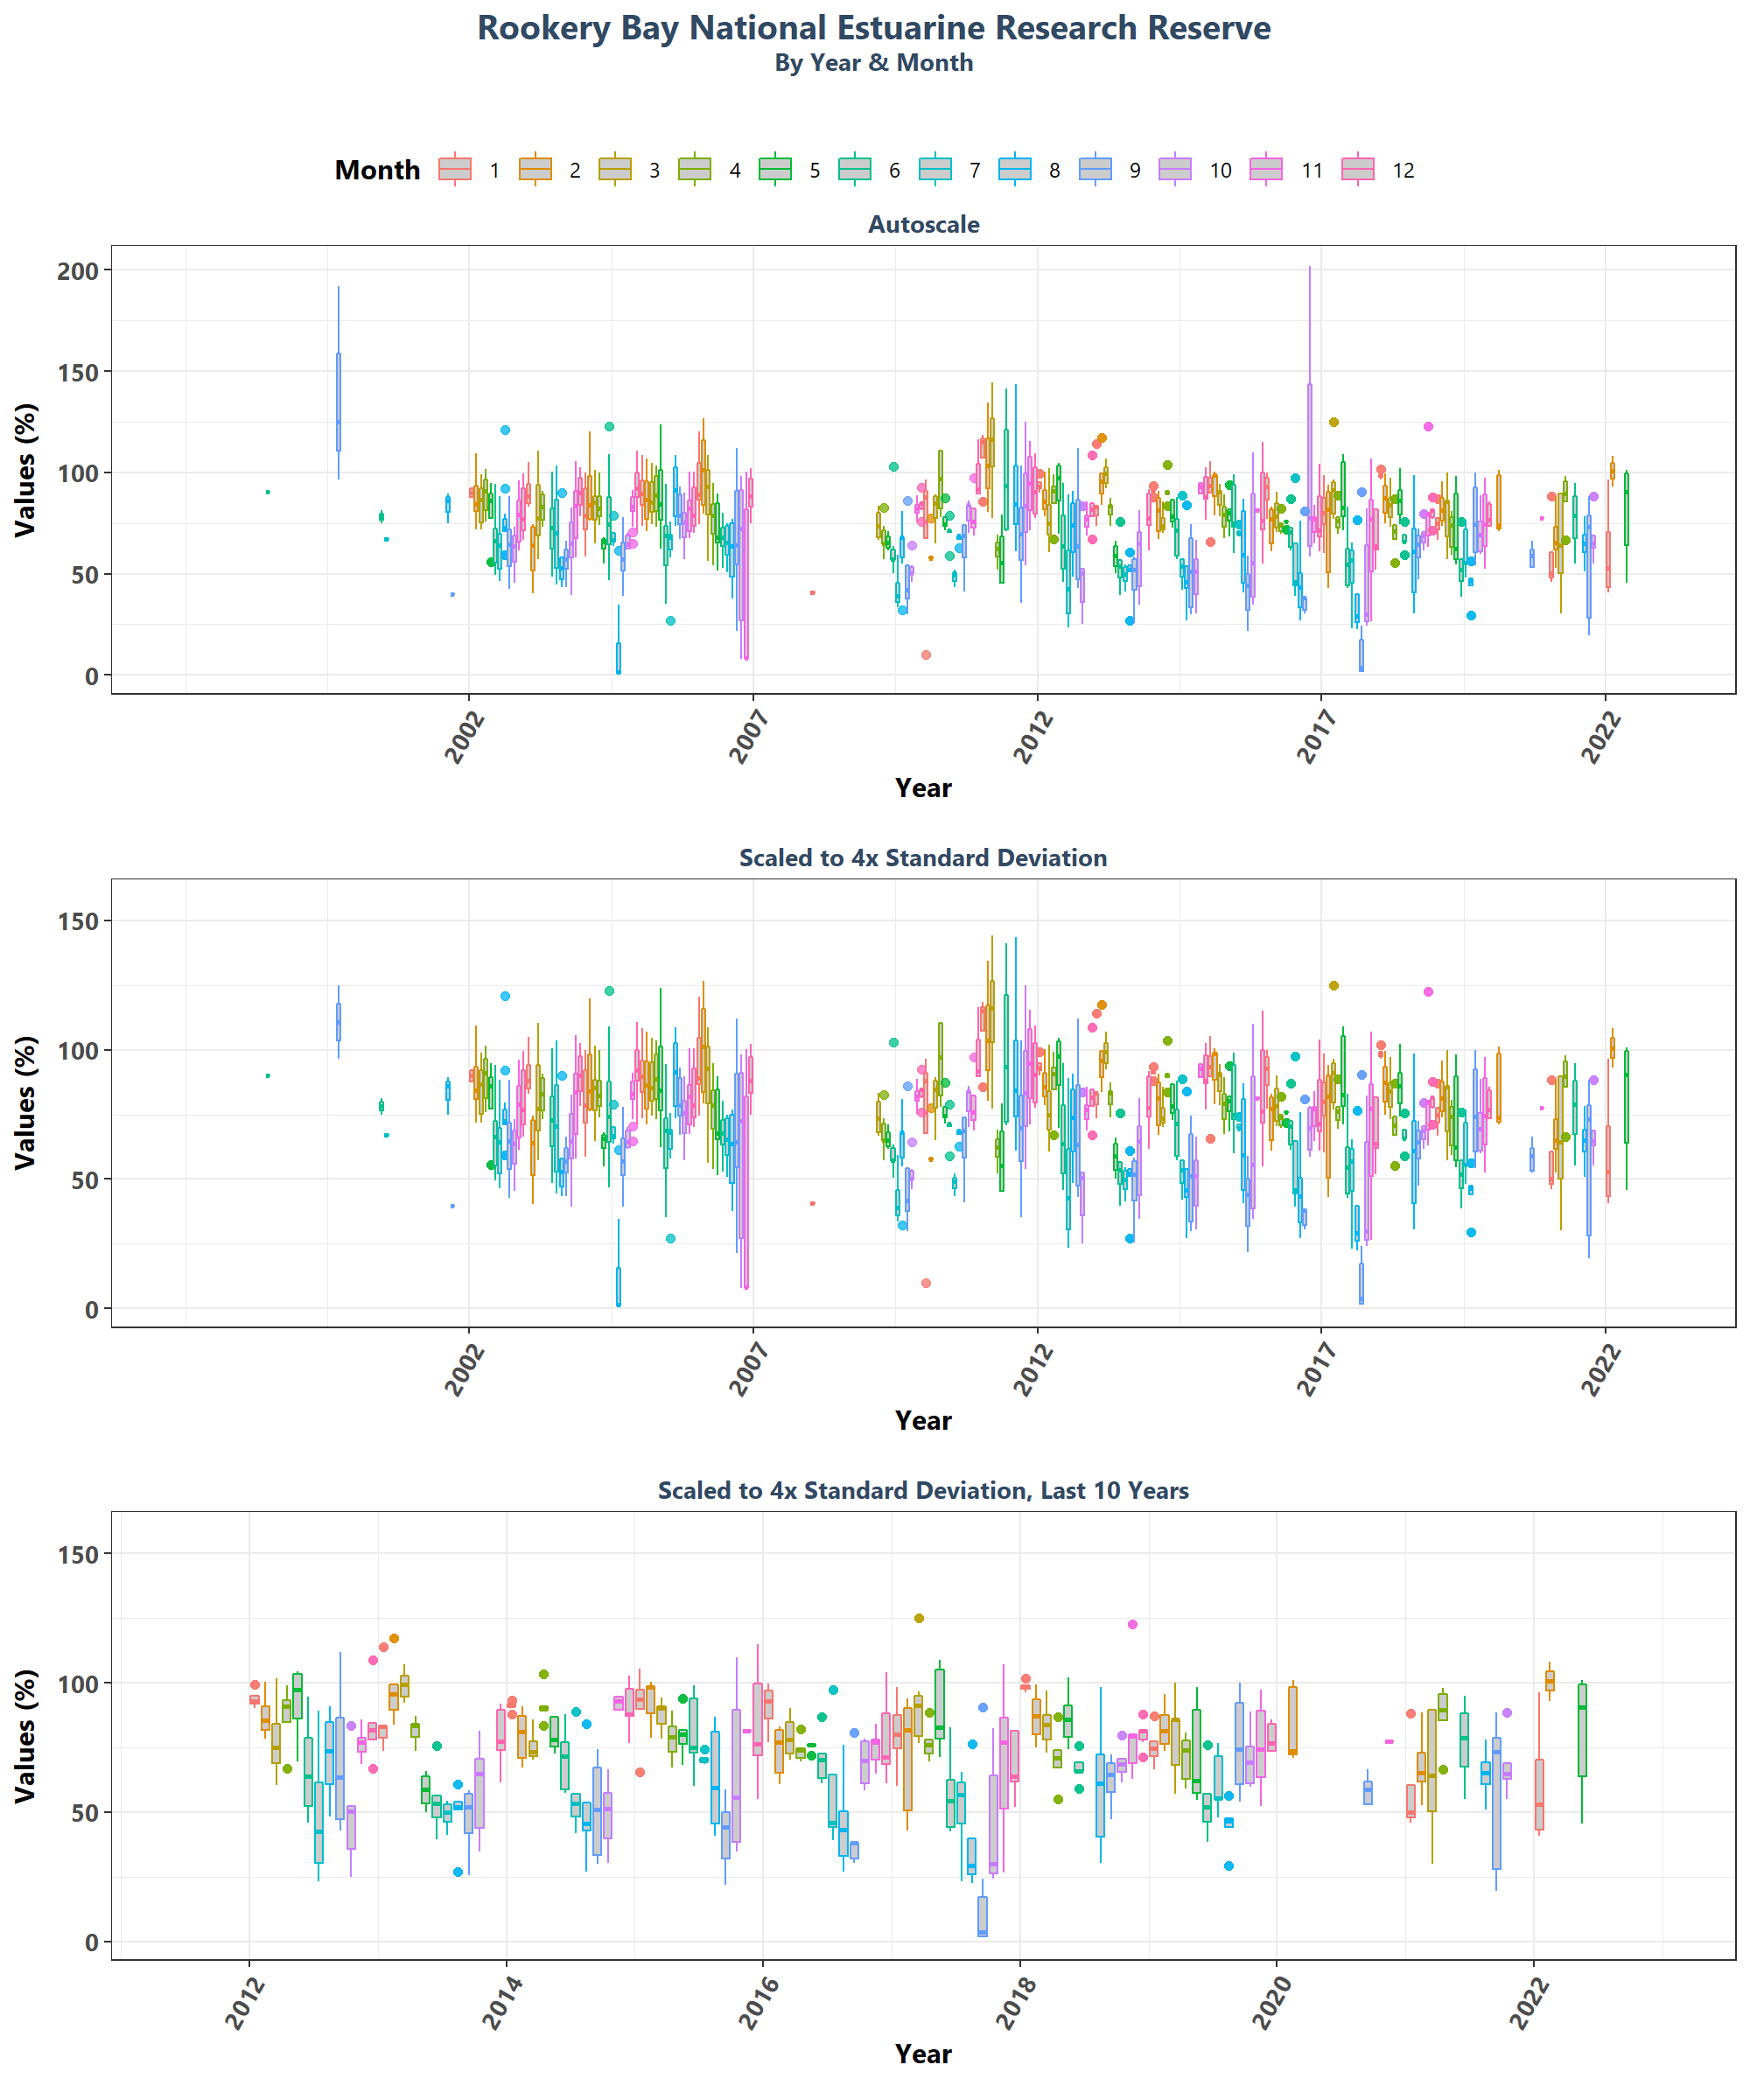 Rookery Bay National Estuarine Research Reserve
By Year & Month
Month 1 2 3 4 5 6 7 8 9 10 11 12
Autoscale
200
150
100
50
0
Values (%)
2002 2007 2012 2017 2022
Year
Scaled to 4x Standard Deviation
150
100
50
0
Values (%)
2002 2007 2012 2017 2022
Year
Scaled to 4x Standard Deviation, Last 10 Years
150
100
50
0
Values (%)
2012 2014 2016 2018 2020 2022
Year